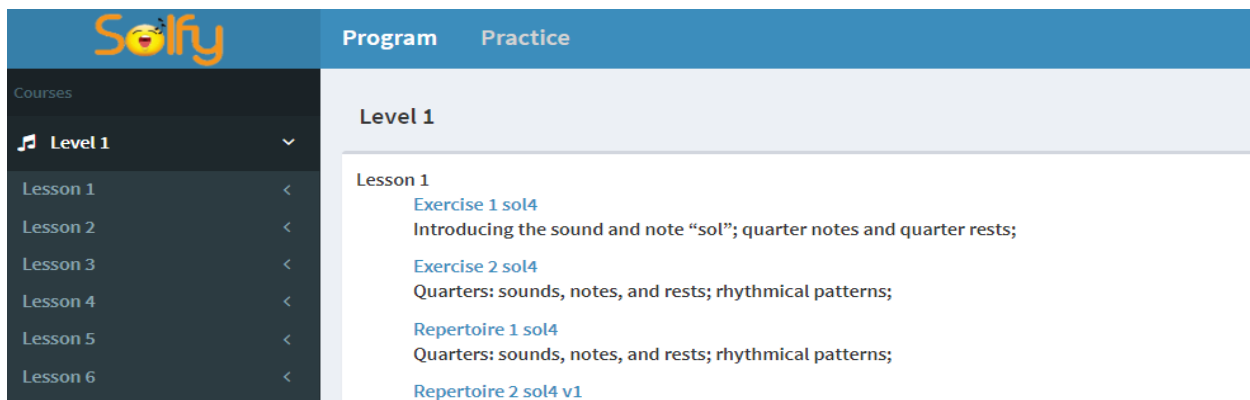 Solfy
Program Practice
Courses
Level 1
Lesson 1
Lesson 2
Lesson 3
Lesson 4
Lesson 5
Lesson 6
Level 1
Lesson 1
Exercise 1 sol4
Introducing the sound and note “sol”; quarter notes and quarter rests;
Exercise 2 sol4
Quarters: sounds, notes, and rests; rhythmical patterns;
Repertoire 1 sol4
Quarters: sounds, notes, and rests; rhythmical patterns;
Repertoire 2 sol4 v1